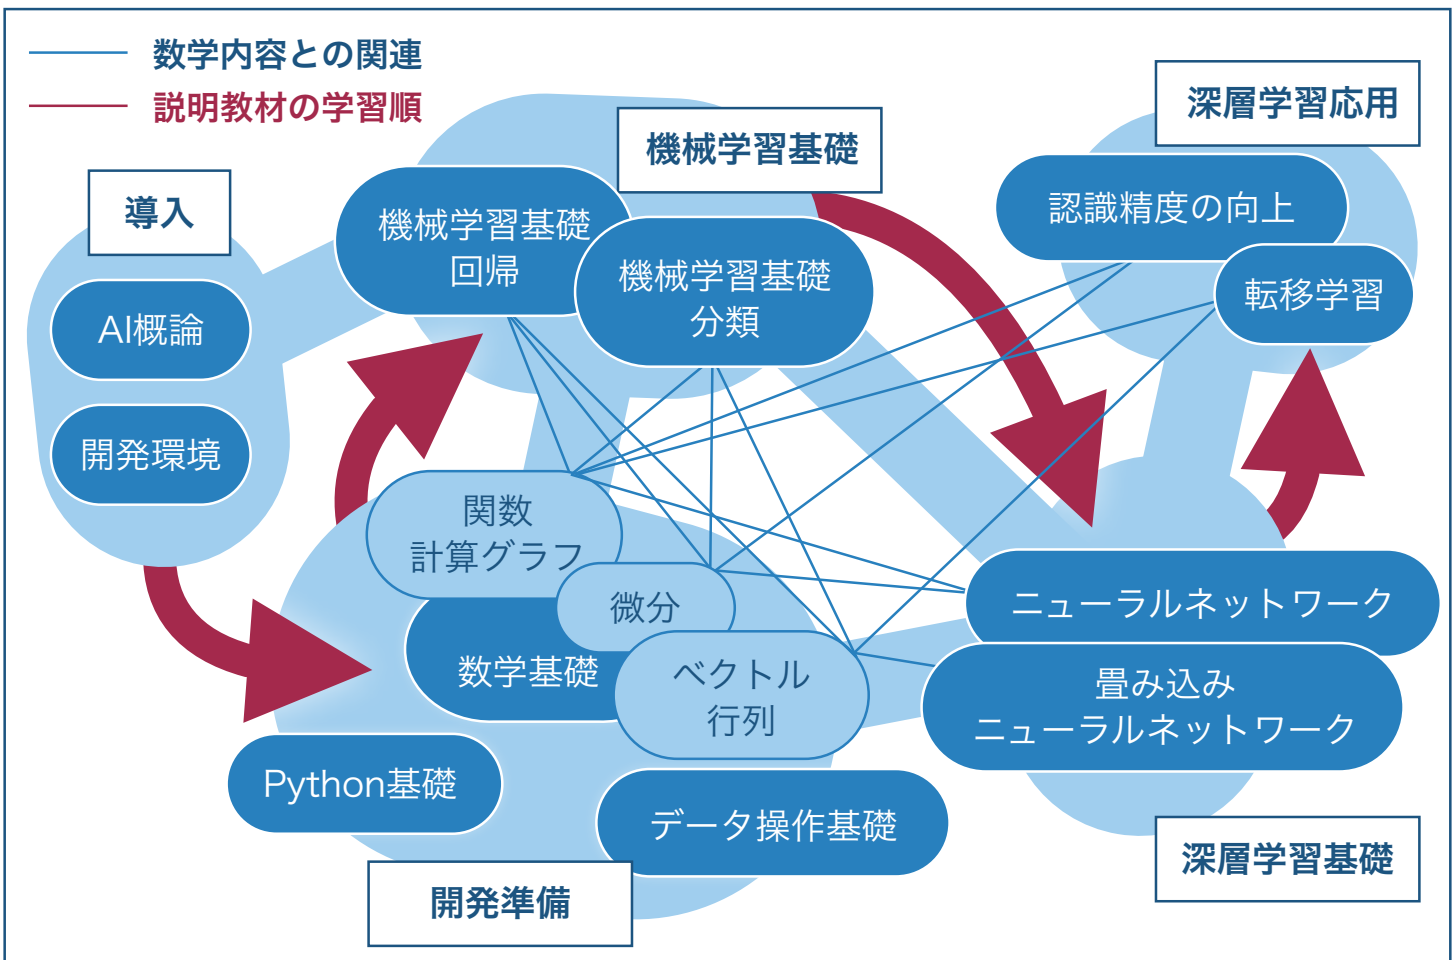 数学内容との関連
説明教材の学習順
導入
AI概論
開発環境
機械学習基礎
機械学習基礎
回帰
機械学習基礎
分類
深層学習応用
認識精度の向上
転移学習
関数
計算グラフ
微分
数学基礎
ベクトル
行列
Python基礎
データ操作基礎
開発準備
ニューラルネットワーク
畳み込み
ニューラルネットワーク
深層学習基礎